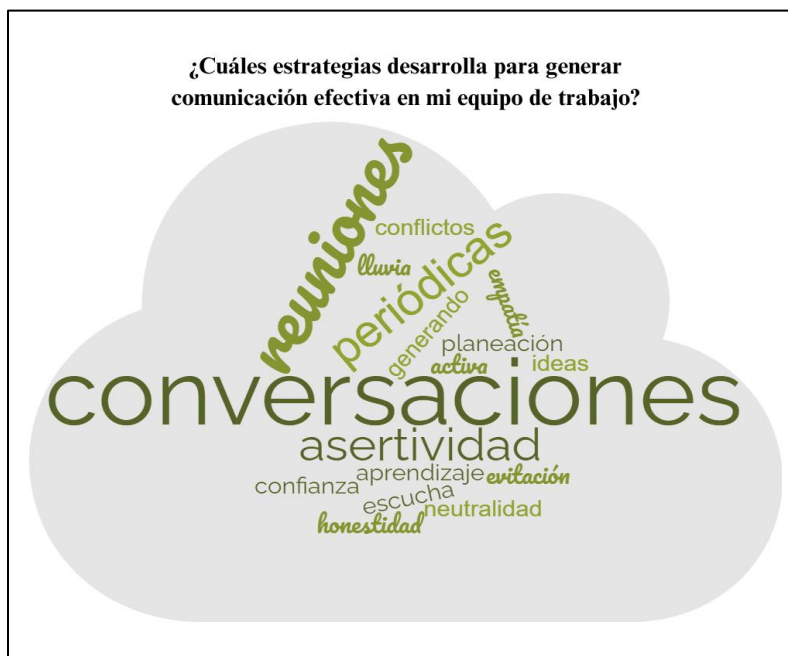 ¿Cuáles estrategias desarrolla para generar
comunicación efectiva en mi equipo de trabajo?
reuniones
conflictos
lluvia
periódicas
empatía
generando
planeación
activa
ideas
conversaciones
asertividad
aprendizaje
evitación
confianza
escucha
neutralidad
honestidad